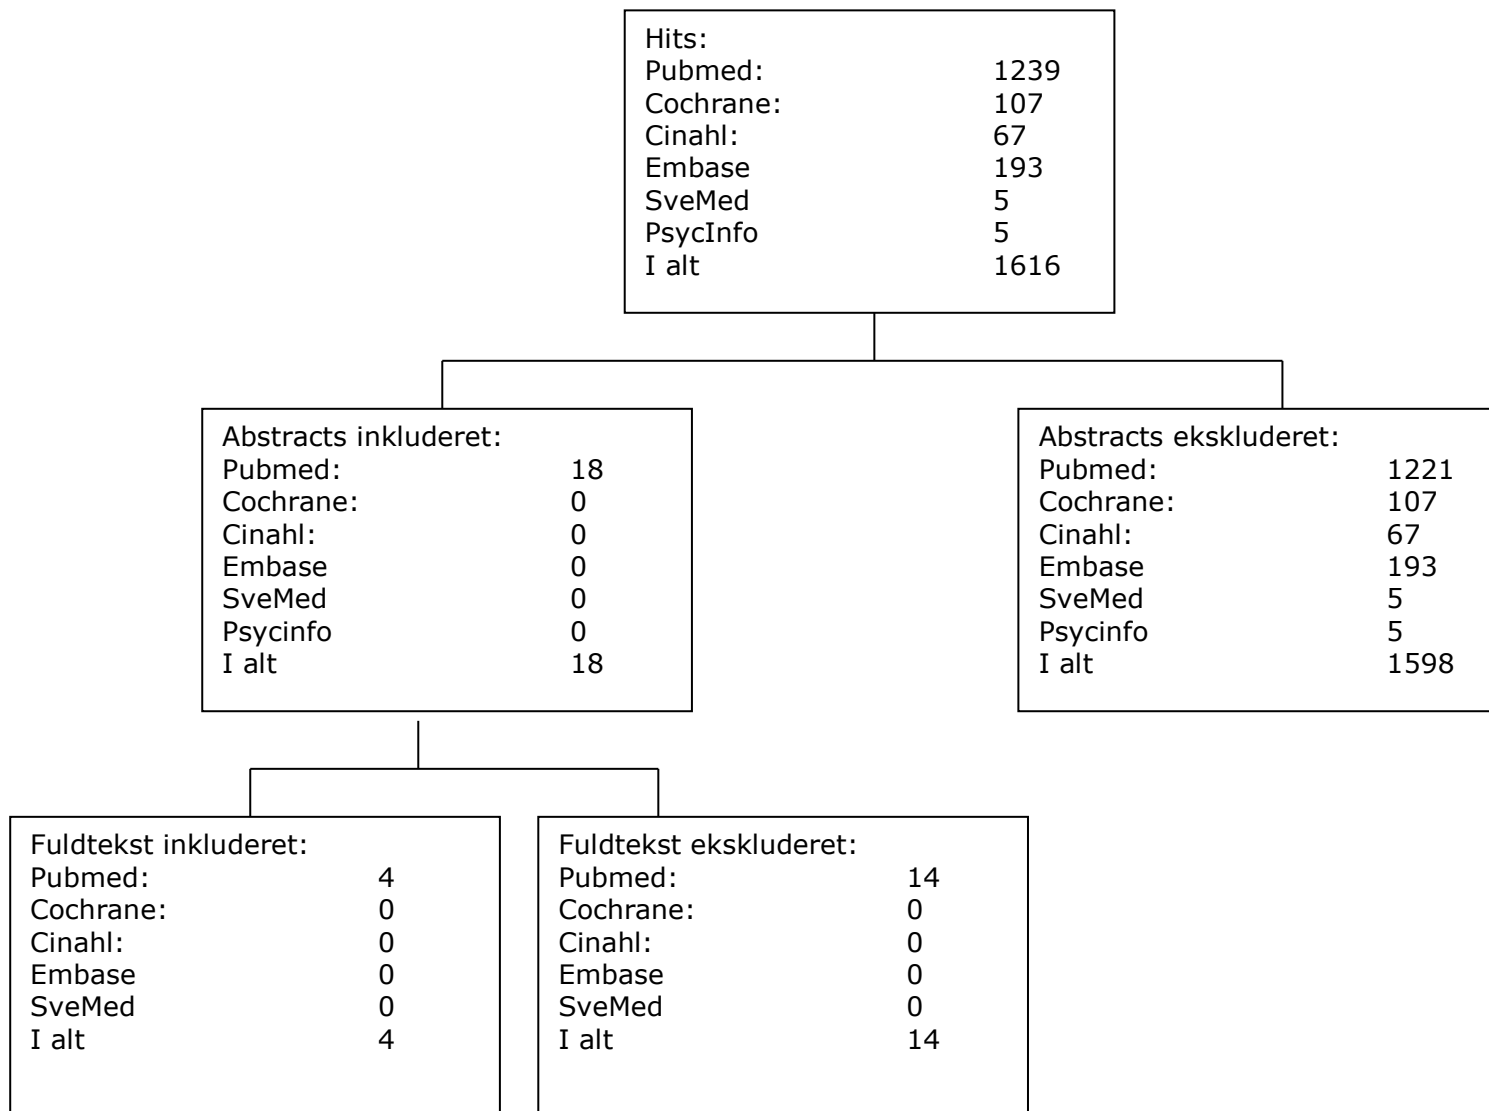 Hits:
Pubmed: 1239
Cochrane: 107
Cinahl: 67
Embase 193
SveMed 5
PsycInfo 5
I alt 1616
Abstracts inkluderet:
Pubmed: 18
Cochrane: 0
Cinahl: 0
Embase 0
SveMed 0
Psycinfo 0
I alt 18
Abstracts ekskluderet:
Pubmed: 1221
Cochrane: 107
Cinahl: 67
Embase 193
SveMed 5
Psycinfo 5
I alt 1598
Fuldtekst inkluderet:
Pubmed: 4
Cochrane: 0
Cinahl: 0
Embase 0
SveMed 0
I alt 4
Fuldtekst ekskluderet:
Pubmed: 14
Cochrane: 0
Cinahl: 0
Embase 0
SveMed 0
I alt 14